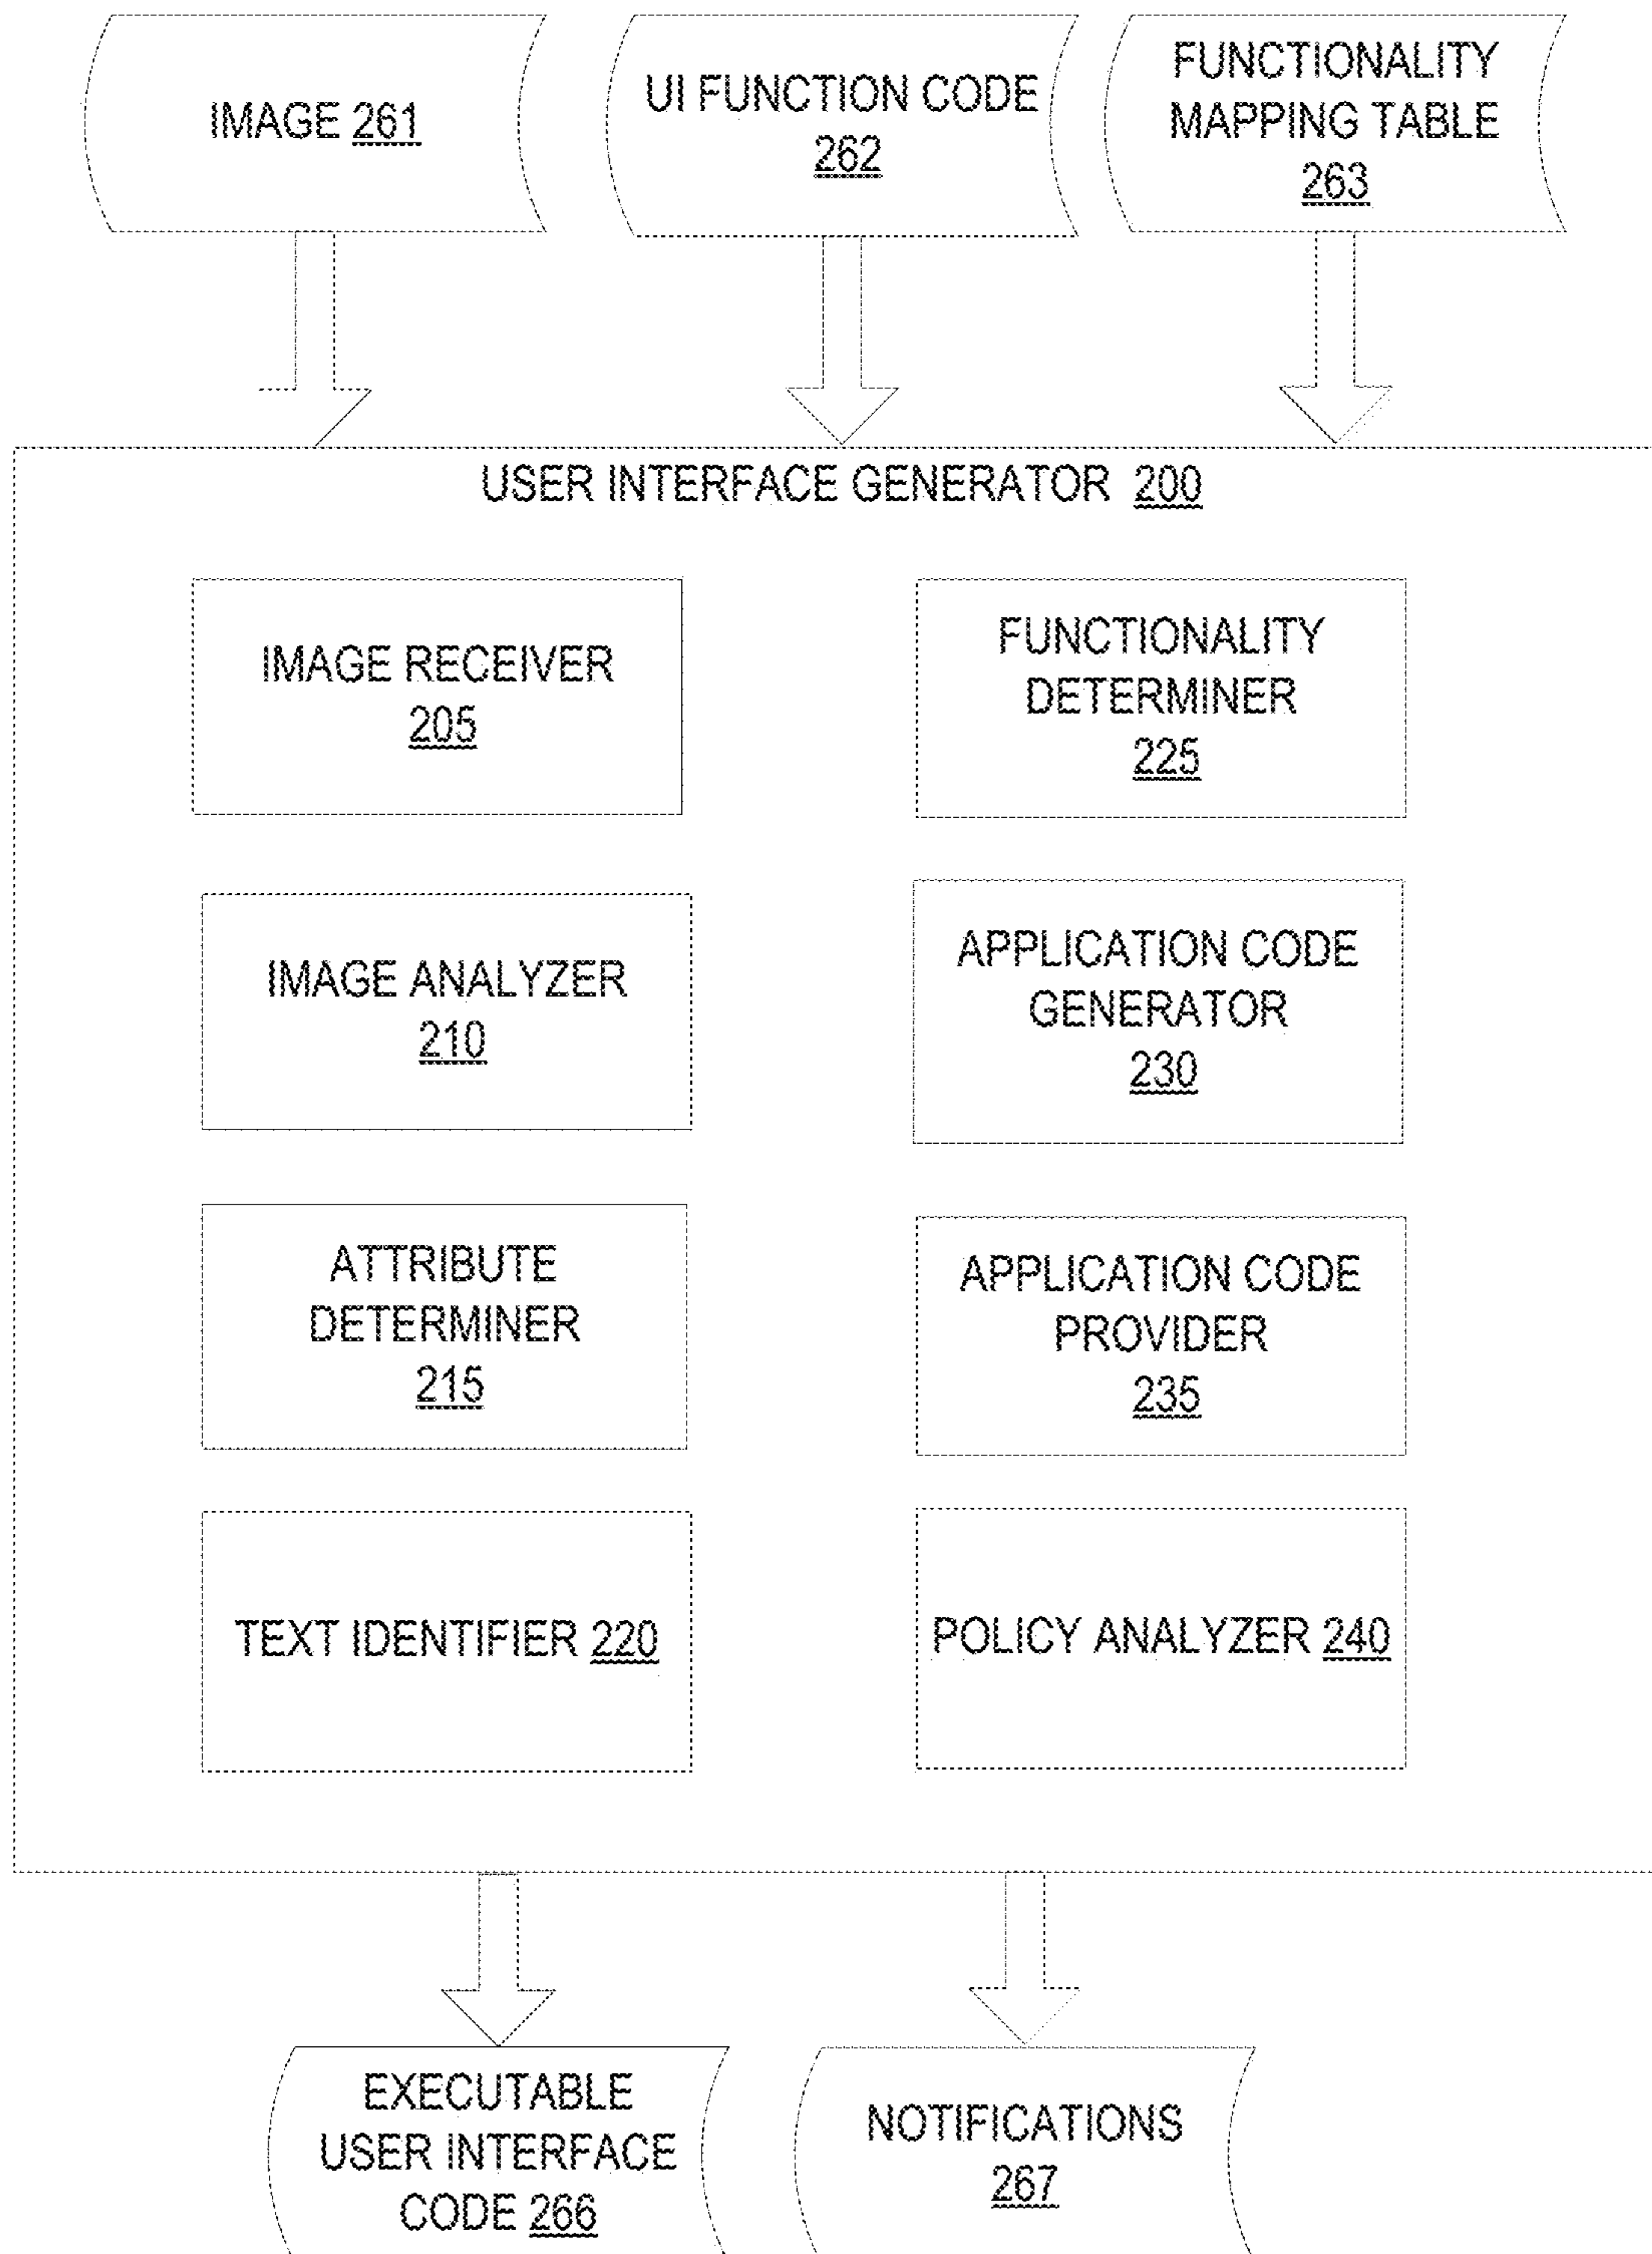 IMAGE 261
UI FUNCTION CODE
262
FUNCTIONALITY
MAPPING TABLE
263
USER INTERFACE GENERATOR 200
IMAGE RECEIVER
205
FUNCTIONALITY
DETERMINER
225
IMAGE ANALYZER
210
APPLICATION CODE
GENERATOR
230
ATTRIBUTE
DETERMINER
215
APPLICATION CODE
PROVIDER
235
TEXT IDENTIFIER 220
POLICY ANALYZER 240
EXECUTABLE
USER INTERFACE
CODE 266
NOTIFICATIONS
267